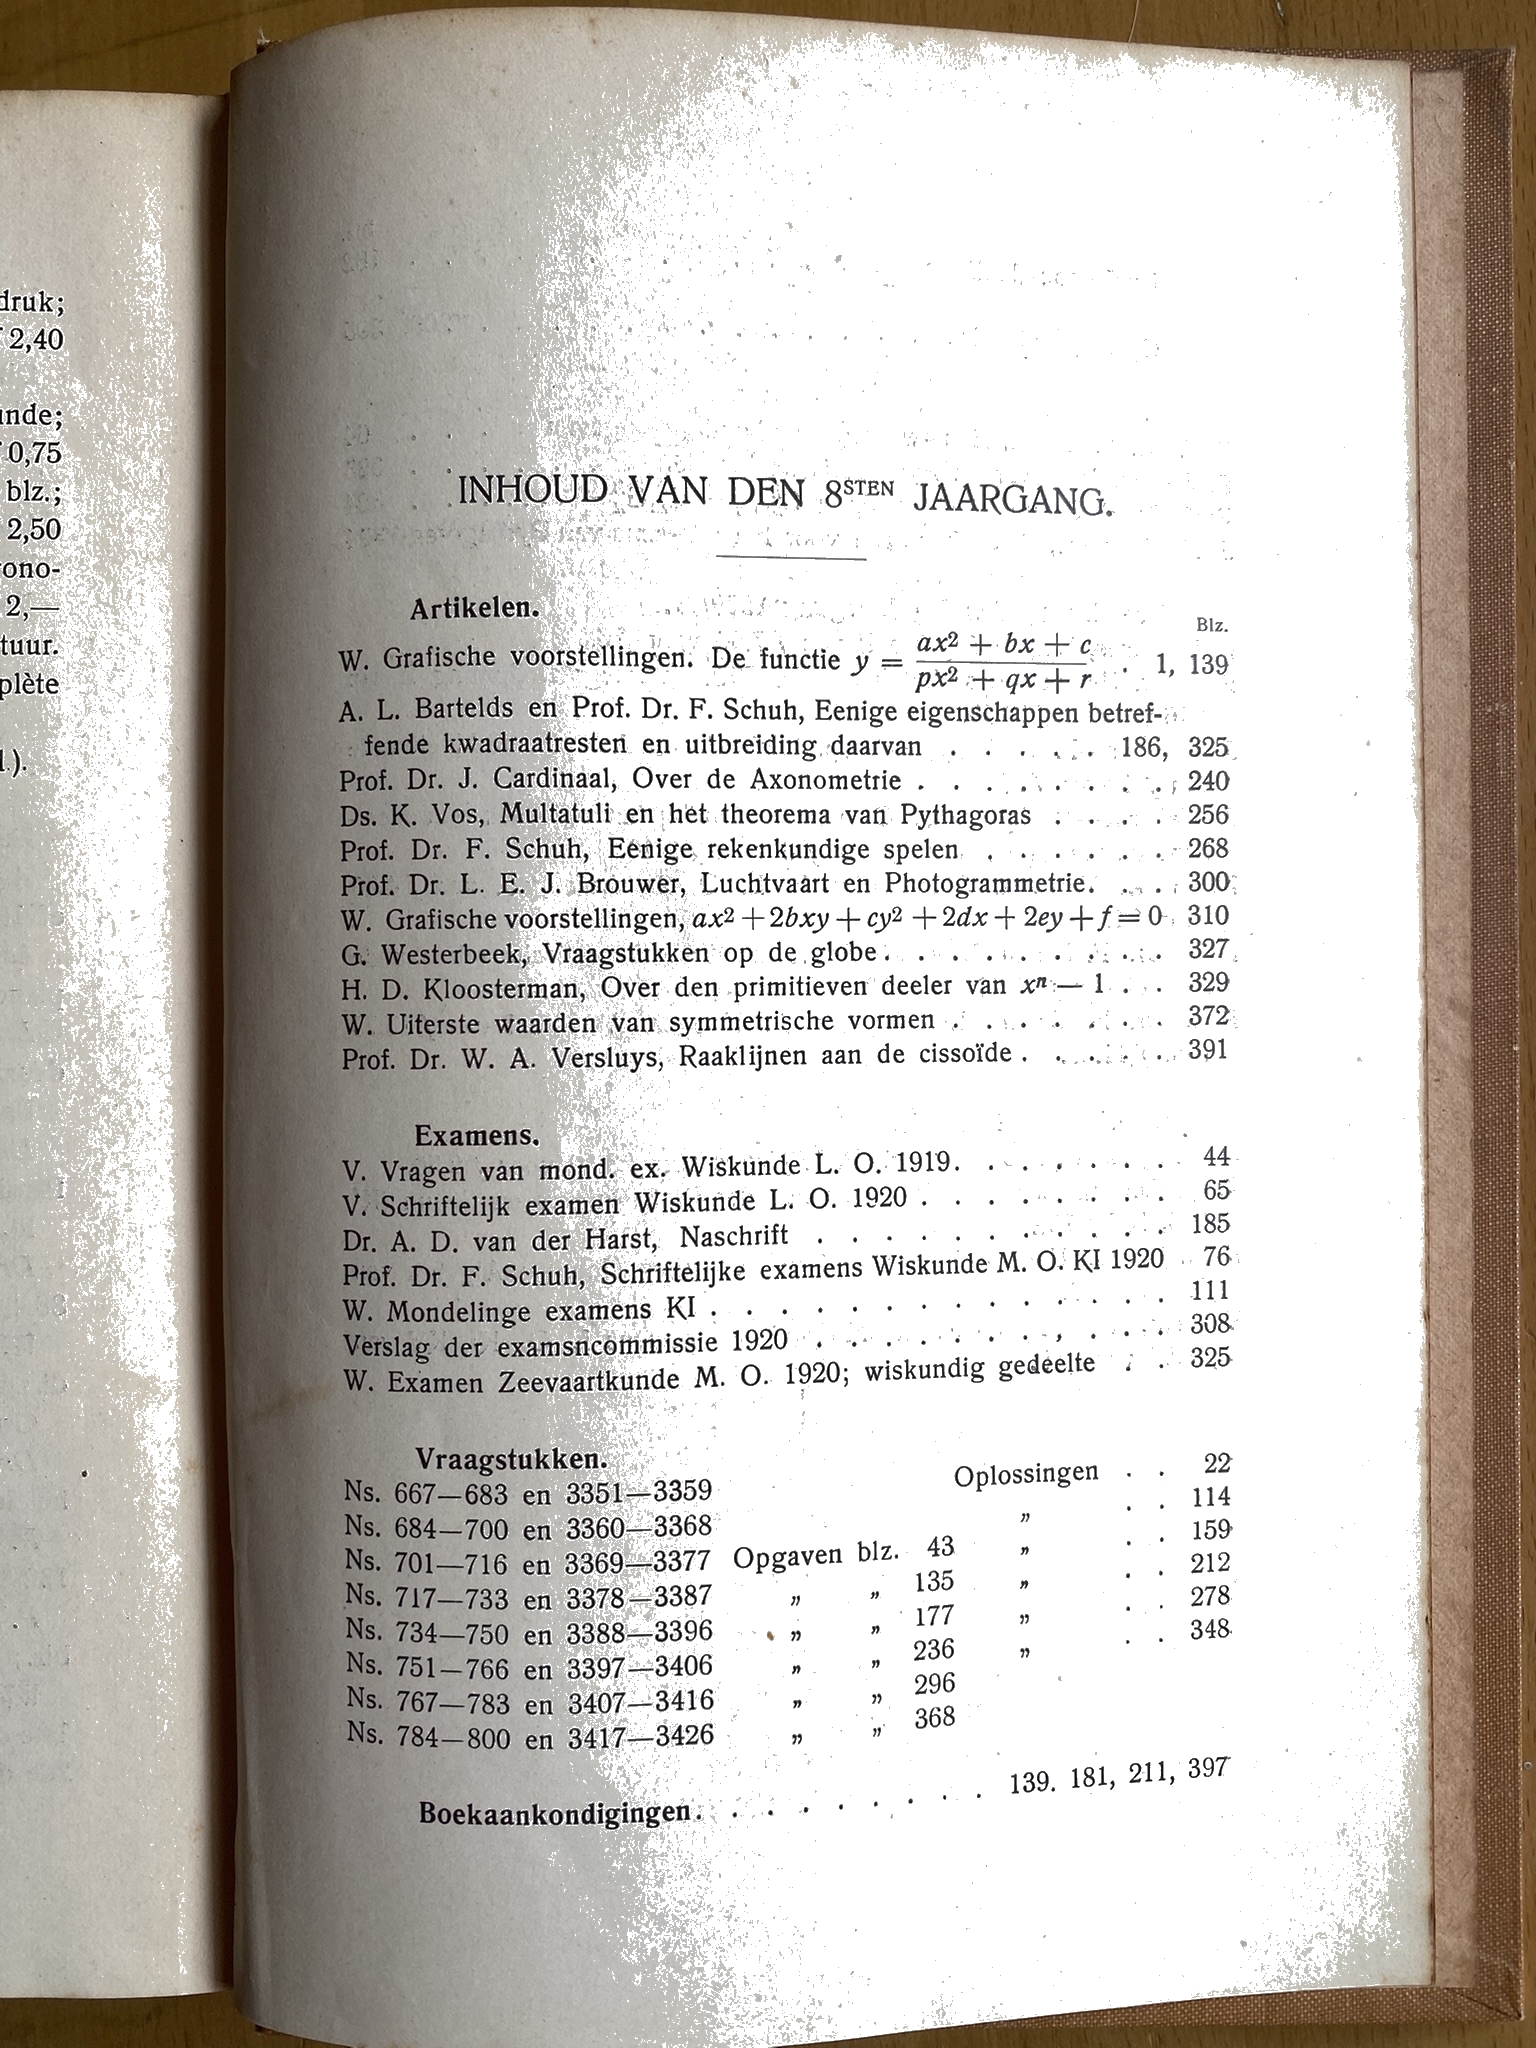 druk;
2,40
unde;
0,75
blz.;
2,50
ono-
2,—
tuur.
plète
INHOUD VAN DEN 8STEN JAARGANG.
Artikelen.
Blz.
W. Grafische voorstellingen. De functie y = (ax² + bx + c) / (px² + qx + r) . 1, 139
A. L. Bartelds en Prof. Dr. F. Schuh, Eenige eigenschappen betref-
fende kwadraatresten en uitbreiding daarvan . . . . . 186, 325
Prof. Dr. J. Cardinaal, Over de Axonometrie . . . . . . . . 240
Ds. K. Vos, Multatuli en het theorema van Pythagoras . . . . 256
Prof. Dr. F. Schuh, Eenige rekenkundige spelen . . . . . . 268
Prof. Dr. L. E. J. Brouwer, Luchtvaart en Photogrammetrie. . . . 300
W. Grafische voorstellingen, ax² + 2bxy + cy² + 2dx + 2ey + f = 0 310
G. Westerbeek, Vraagstukken op de globe . . . . . . . . . 327
H. D. Kloosterman, Over den primitieven deeler van xⁿ — 1 . . . 329
W. Uiterste waarden van symmetrische vormen . . . . . . . 372
Prof. Dr. W. A. Versluys, Raaklijnen aan de cissoïde . . . . . 391
Examens.
V. Vragen van mond. ex. Wiskunde L. O. 1919. . . . . . . 44
V. Schriftelijk examen Wiskunde L. O. 1920 . . . . . . . . 65
Dr. A. D. van der Harst, Naschrift . . . . . . . . . . . 185
Prof. Dr. F. Schuh, Schriftelijke examens Wiskunde M. O. KI 1920 76
W. Mondelinge examens KI . . . . . . . . . . . . . . 111
Verslag der examsncommissie 1920 . . . . . . . . , . . . 308
W. Examen Zeevaartkunde M. O. 1920; wiskundig gedeelte . . 325
Vraagstukken.
Ns. 667—683 en 3351—3359 Oplossingen . . 22
Ns. 684—700 en 3360—3368 „ . . 114
Ns. 701—716 en 3369—3377 Opgaven blz. 43 „ . . 159
Ns. 717—733 en 3378—3387 „ „ 135 „ . . 212
Ns. 734—750 en 3388—3396 „ „ 177 „ . . 278
Ns. 751—766 en 3397—3406 „ „ 236 „ . . 348
Ns. 767—783 en 3407—3416 „ „ 296
Ns. 784—800 en 3417—3426 „ „ 368
Boekaankondigingen. . . . . . . . . 139. 181, 211, 397